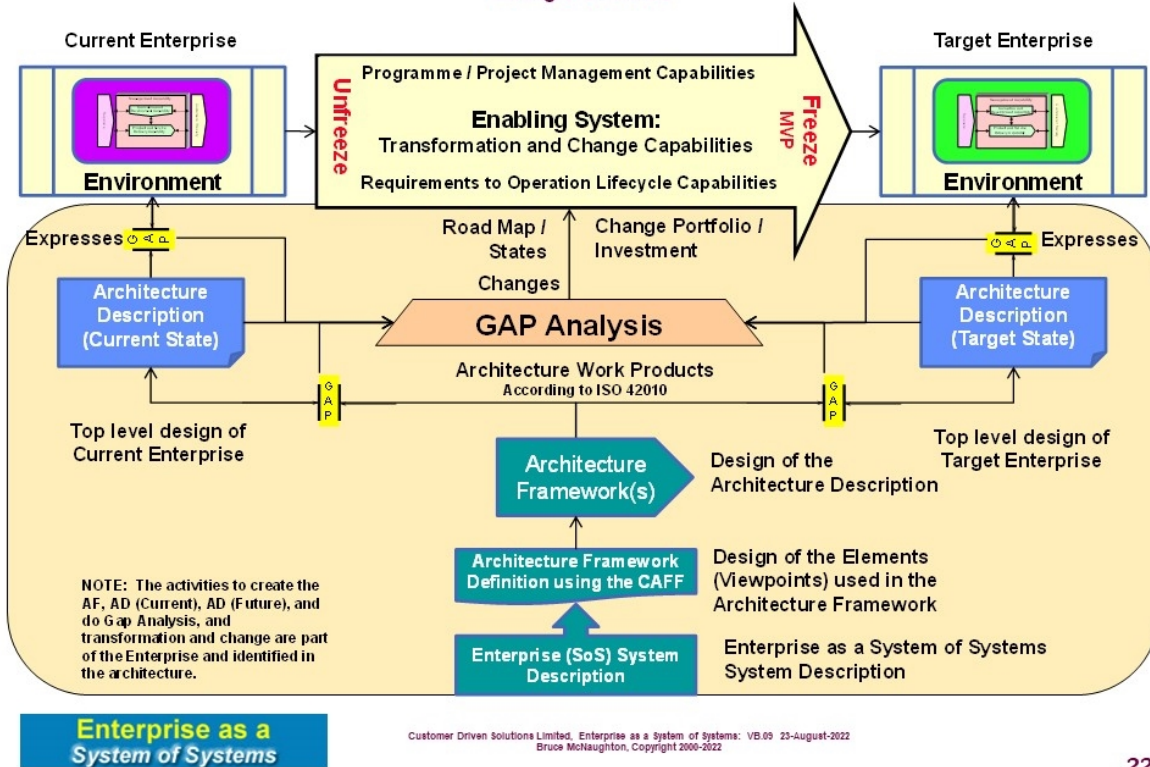 Current Enterprise
Target Enterprise
Programme / Project Management Capabilities
Unfreeze
Enabling System:
Transformation and Change Capabilities
Freeze
MVP
Requirements to Operation Lifecycle Capabilities
Environment
Environment
Road Map /
States
Change Portfolio /
Investment
Changes
Expresses
GAP
GAP
Expresses
Architecture
Description
(Current State)
GAP Analysis
Architecture
Description
(Target State)
Architecture Work Products
According to ISO 42010
GAP
GAP
Top level design of
Current Enterprise
Top level design of
Target Enterprise
Architecture
Framework(s)
Design of the
Architecture Description
Architecture Framework
Definition using the CAFF
Design of the Elements
(Viewpoints) used in the
Architecture Framework
NOTE: The activities to create the
AF, AD (Current), AD (Future), and
do Gap Analysis, and
transformation and change are part
of the Enterprise and identified in
the architecture.
Enterprise (SoS) System
Description
Enterprise as a System of Systems
System Description
Enterprise as a
System of Systems
Customer Driven Solutions Limited, Enterprise as a System of Systems: VB.09 23-August-2022
Bruce McNaughton, Copyright 2000-2022